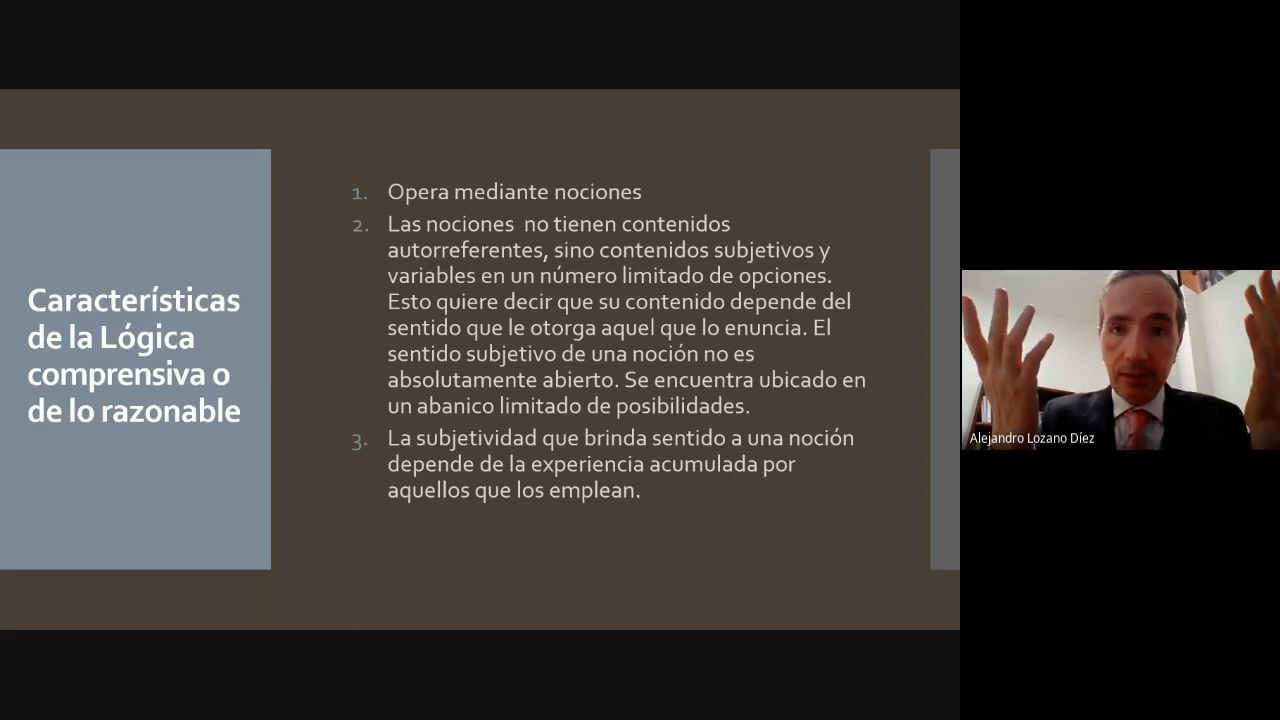 Características
de la Lógica
comprensiva o
de lo razonable
1. Opera mediante nociones
2. Las nociones no tienen contenidos
autorreferentes, sino contenidos subjetivos y
variables en un número limitado de opciones.
Esto quiere decir que su contenido depende del
sentido que le otorga aquel que lo enuncia. El
sentido subjetivo de una noción no es
absolutamente abierto. Se encuentra ubicado en
un abanico limitado de posibilidades.
3. La subjetividad que brinda sentido a una noción
depende de la experiencia acumulada por
aquellos que los emplean.
Alejandro Lozano Díez